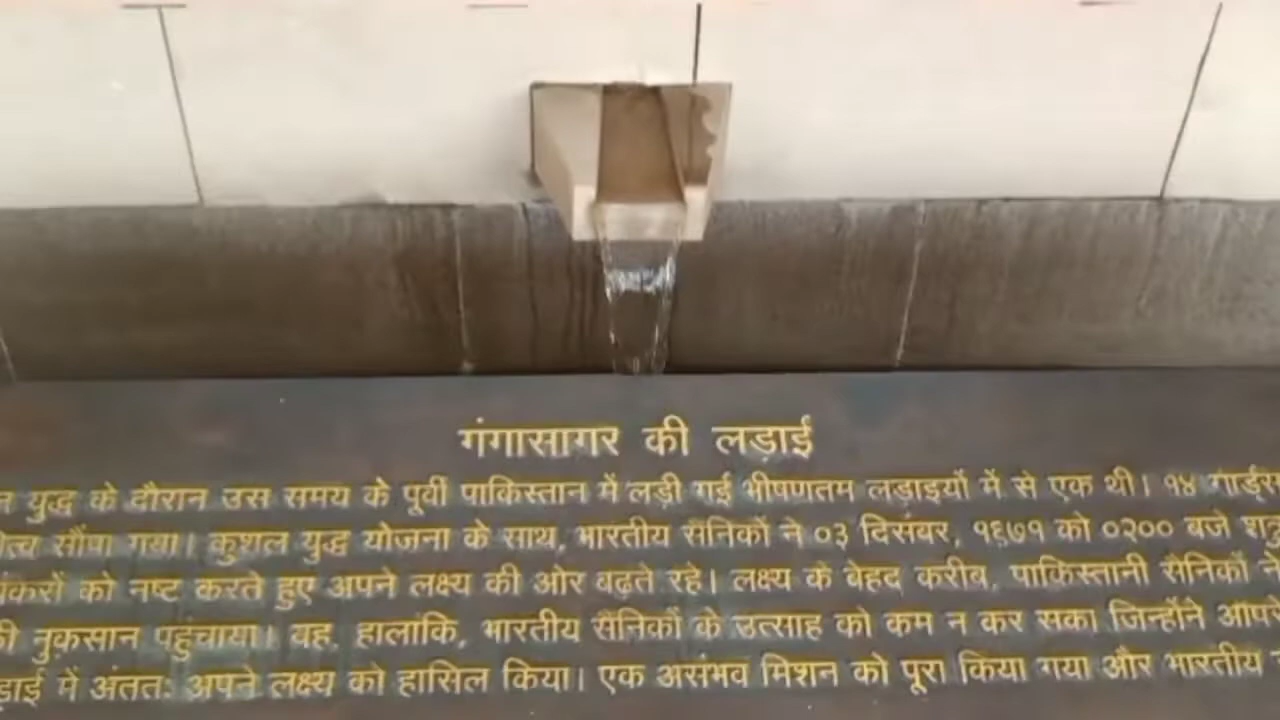 गंगासागर की लड़ाई
युद्ध के दौरान उस समय के पूर्वी पाकिस्तान में लड़ी गई भीषणतम लड़ाइयों में से एक थी। १४ गार्ड्स
सौंपा गया। कुशल युद्ध योजना के साथ, भारतीय सैनिकों ने ०३ दिसंबर, १९७१ को ०२०० बजे
को नष्ट करते हुए अपने लक्ष्य की ओर बढ़ते रहे। लक्ष्य के बेहद करीब, पाकिस्तानी सैनिकों ने
नुकसान पहुंचाया। वह, हालांकि, भारतीय सैनिकों के उत्साह को कम न कर सका जिन्होंने
में अंततः अपने लक्ष्य को हासिल किया। एक असंभव मिशन को पूरा किया गया और भारतीय